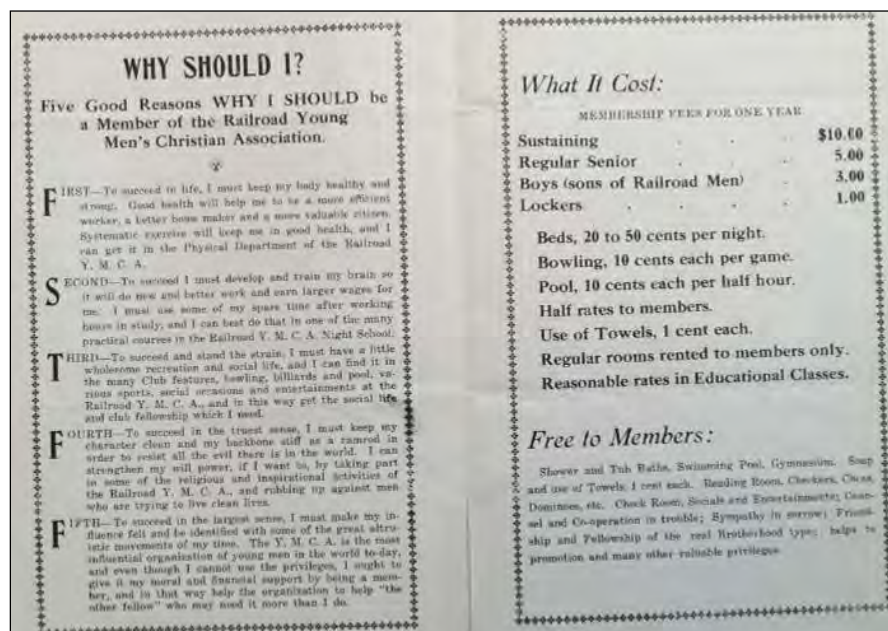 WHY SHOULD I?
Five Good Reasons WHY I SHOULD be
a Member of the Railroad Young
Men's Christian Association.
FIRST—To succeed in life, I must keep my body healthy and
strong. Good health will help me to be a more efficient
worker, a better home maker and a more valuable citizen.
Systematic exercise will keep me in good health, and I
can get it in the Physical Department of the Railroad
Y. M. C. A.
SECOND—To succeed I must develop and train my brain so
it will do new and better work and earn larger wages for
me. I must use some of my spare time after working
hours in study, and I can best do that in one of the many
practical courses in the Railroad Y. M. C. A. Night School.
THIRD—To succeed and stand the strain, I must have a little
wholesome recreation and social life, and I can find it in
the many Club features, bowling, billiards and pool, va-
rious sports, social occasions and entertainments at the
Railroad Y. M. C. A., and in this way get the social life
and club fellowship which I need.
FOURTH—To succeed in the truest sense, I must keep my
character clean and my backbone stiff as a ramrod in
order to resist all the evil there is in the world. I can
strengthen my will power, if I want to, by taking part
in some of the religious and inspirational activities of
the Railroad Y. M. C. A., and rubbing up against men
who are trying to live clean lives.
FIFTH—To succeed in the largest sense, I must make my in-
fluence felt and be identified with some of the great altru-
istic movements of my time. The Y. M. C. A. is the most
influential organization of young men in the world to-day,
and even though I cannot use the privileges, I ought to
give it my moral and financial support by being a mem-
ber, and in that way help the organization to help "the
other fellow" who may need it more than I do.
What It Cost:
MEMBERSHIP FEES FOR ONE YEAR
Sustaining . . $10.00
Regular Senior . . . 5.00
Boys (sons of Railroad Men) . 3.00
Lockers . . . . 1.00
Beds, 20 to 50 cents per night.
Bowling, 10 cents each per game.
Pool, 10 cents each per half hour.
Half rates to members.
Use of Towels, 1 cent each.
Regular rooms rented to members only.
Reasonable rates in Educational Classes.
Free to Members:
Shower and Tub Baths, Swimming Pool, Gymnasium. Soap
and use of Towels, 1 cent each. Reading Room, Checkers, Chess,
Dominoes, etc. Check Room, Socials and Entertainments; Coun-
sel and Co-operation in trouble; Sympathy in sorrow; Friend-
ship and Fellowship of the real Brotherhood type; helps to
promotion and many other valuable privileges.